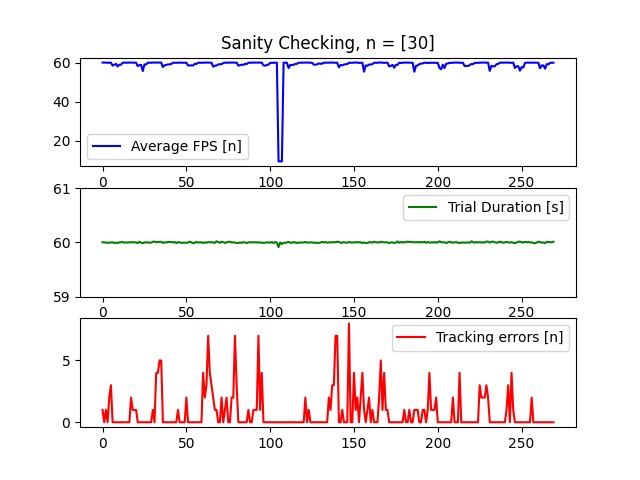 Sanity Checking, n = [30]
60
40
20
Average FPS [n]
0 50 100 150 200 250
61
60
59
Trial Duration [s]
0 50 100 150 200 250
5
0
Tracking errors [n]
0 50 100 150 200 250